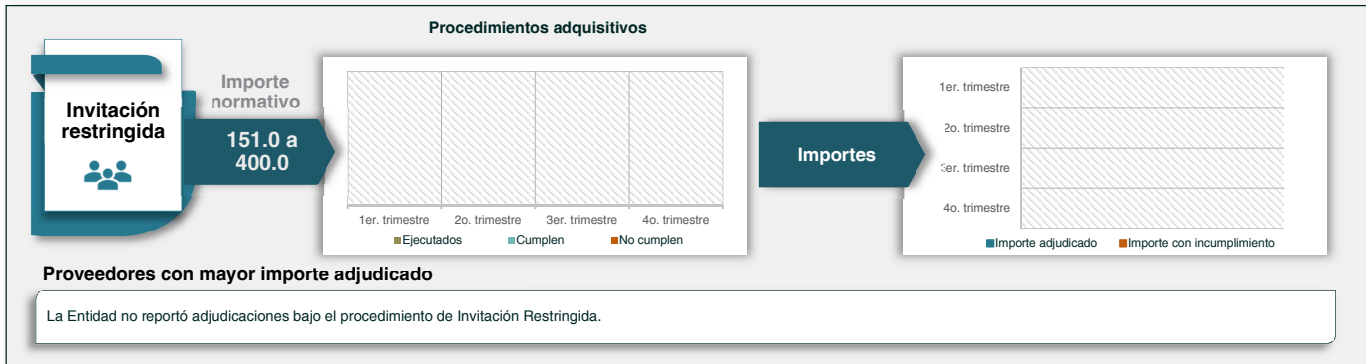 Procedimientos adquisitivos
Invitación
restringida
Importe
normativo
151.0 a
400.0
1er. trimestre
2o. trimestre
3er. trimestre
4o. trimestre
Ejecutados
Cumplen
No cumplen
Importes
1er. trimestre
2o. trimestre
3er. trimestre
4o. trimestre
Importe adjudicado
Importe con incumplimiento
Proveedores con mayor importe adjudicado
La Entidad no reportó adjudicaciones bajo el procedimiento de Invitación Restringida.